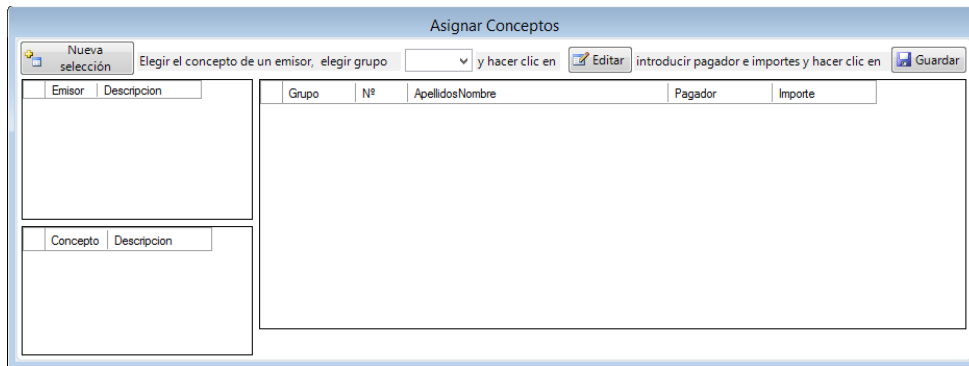 Asignar Conceptos
Nueva selección
Elegir el concepto de un emisor, elegir grupo
y hacer clic en
Editar
introducir pagador e importes y hacer clic en
Guardar
Emisor Descripcion
Grupo Nº ApellidosNombre Pagador Importe
Concepto Descripcion